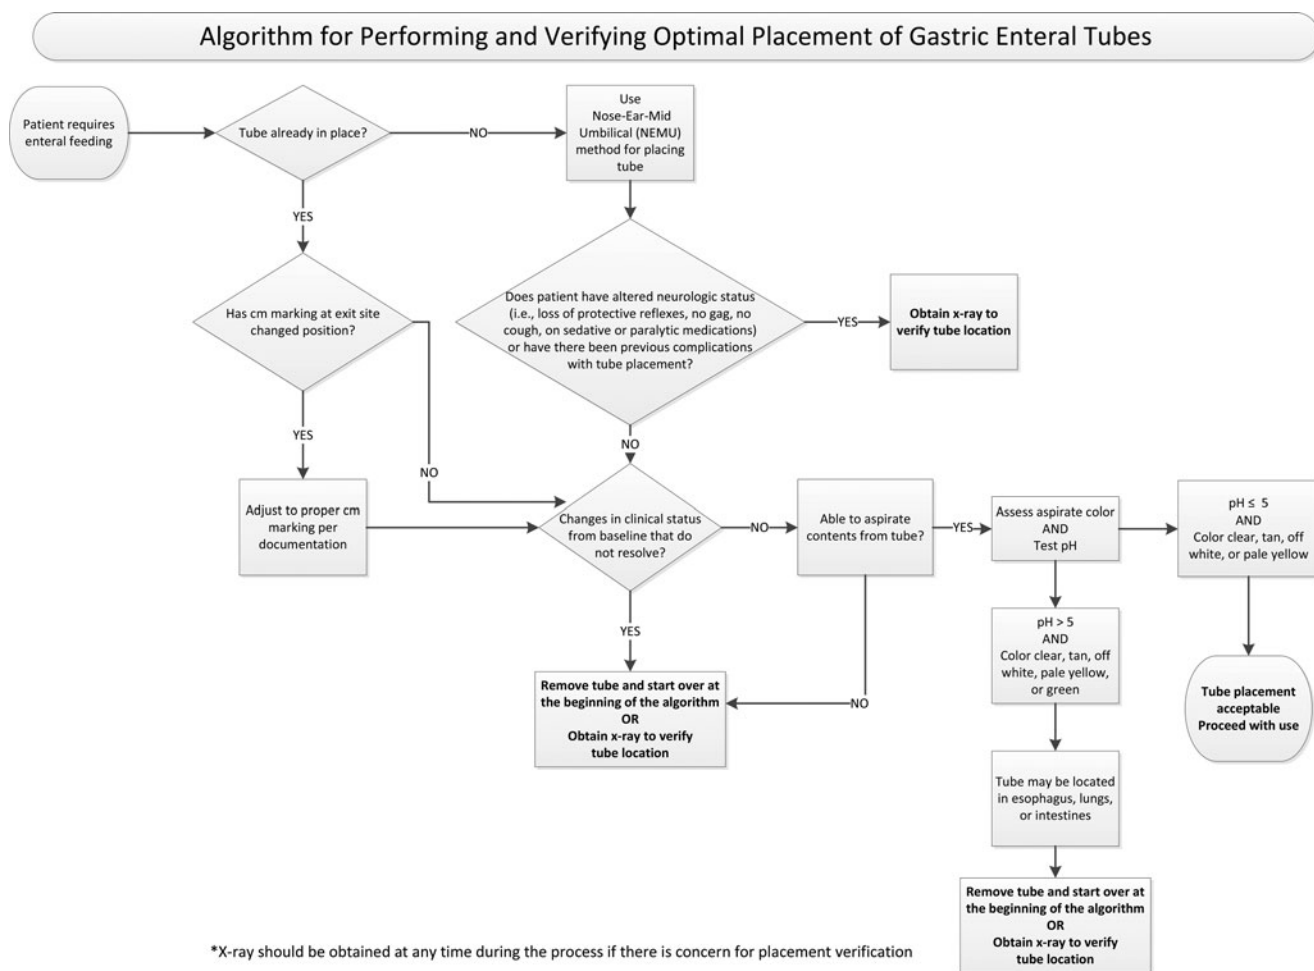 Algorithm for Performing and Verifying Optimal Placement of Gastric Enteral Tubes
Patient requires
enteral feeding
Tube already in place?
NO
Use
Nose-Ear-Mid
Umbilical (NEMU)
method for placing
tube
YES
Has cm marking at exit site
changed position?
Does patient have altered neurologic status
(i.e., loss of protective reflexes, no gag, no
cough, on sedative or paralytic medications)
or have there been previous complications
with tube placement?
YES
Obtain x-ray to
verify tube location
YES
NO
NO
Adjust to proper cm
marking per
documentation
Changes in clinical status
from baseline that do
not resolve?
NO
Able to aspirate
contents from tube?
YES
Assess aspirate color
AND
Test pH
pH ≤ 5
AND
Color clear, tan, off
white, or pale yellow
YES
NO
pH > 5
AND
Color clear, tan, off
white, pale yellow,
or green
Remove tube and start over at
the beginning of the algorithm
OR
Obtain x-ray to verify
tube location
Tube placement
acceptable
Proceed with use
Tube may be located
in esophagus, lungs,
or intestines
Remove tube and start over at
the beginning of the algorithm
OR
Obtain x-ray to verify
tube location
*X-ray should be obtained at any time during the process if there is concern for placement verification